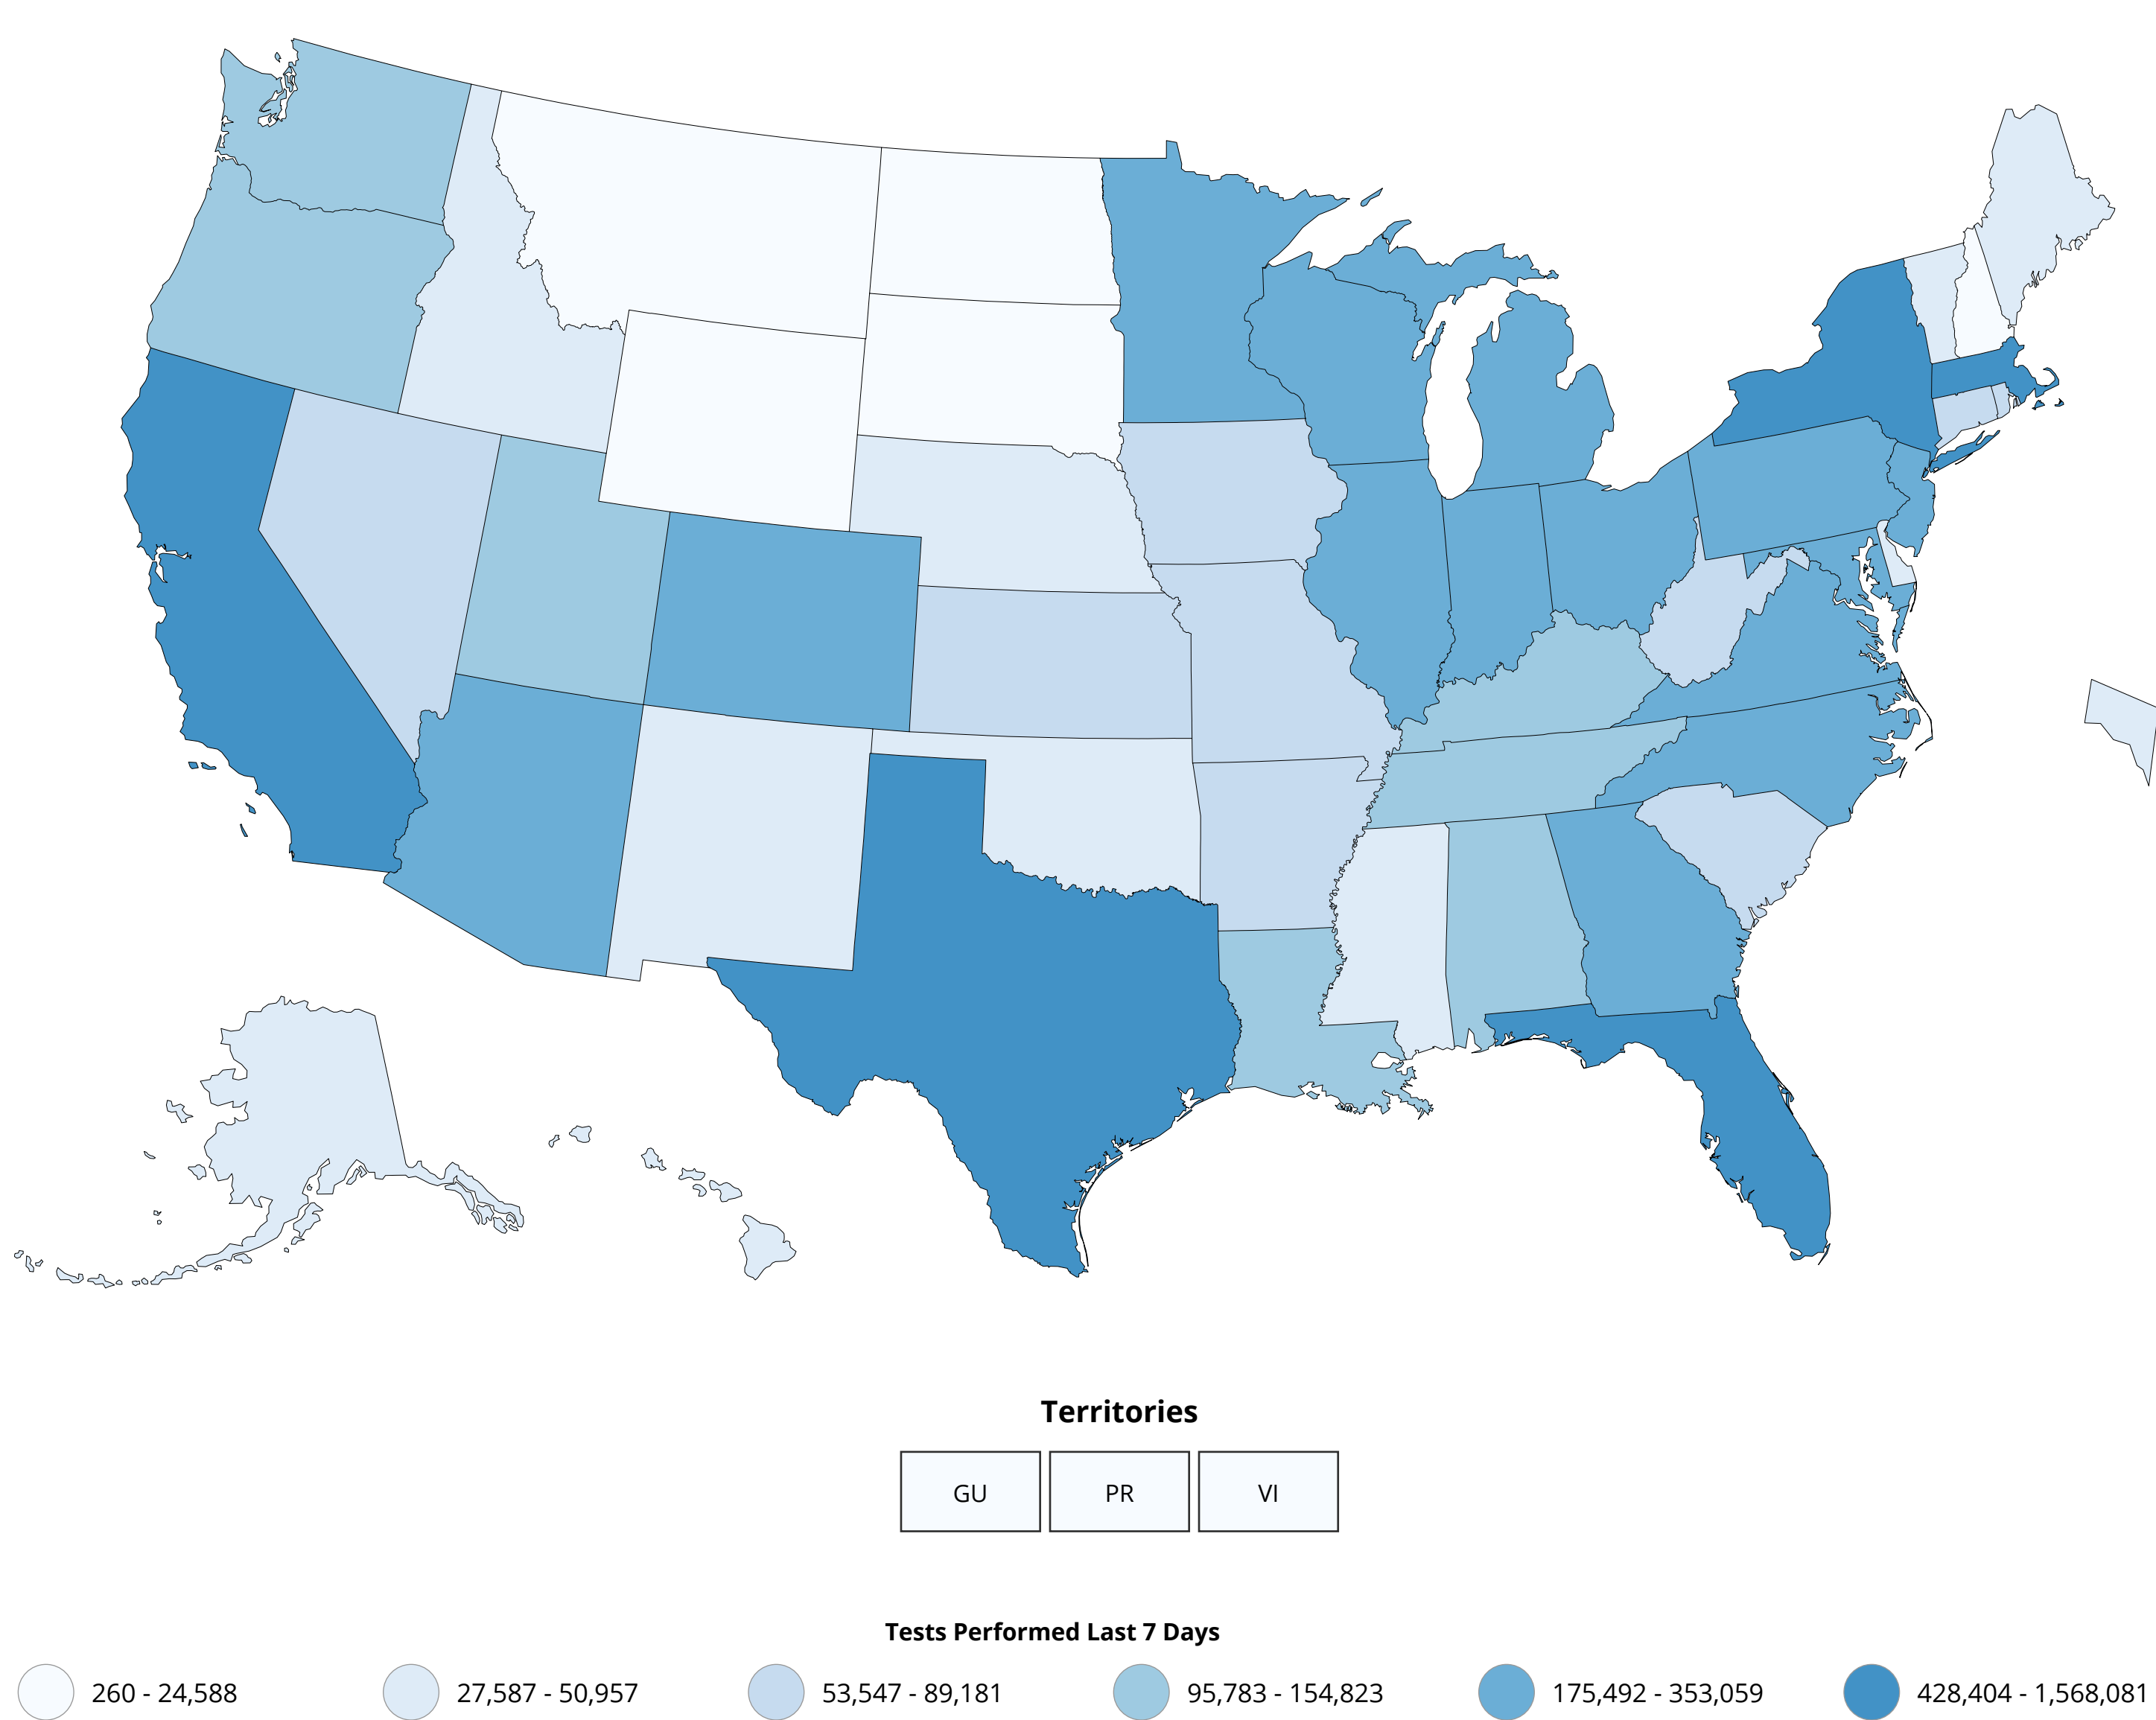 Territories
GU PR VI
Tests Performed Last 7 Days
260 - 24,588 27,587 - 50,957 53,547 - 89,181 95,783 - 154,823 175,492 - 353,059 428,404 - 1,568,081